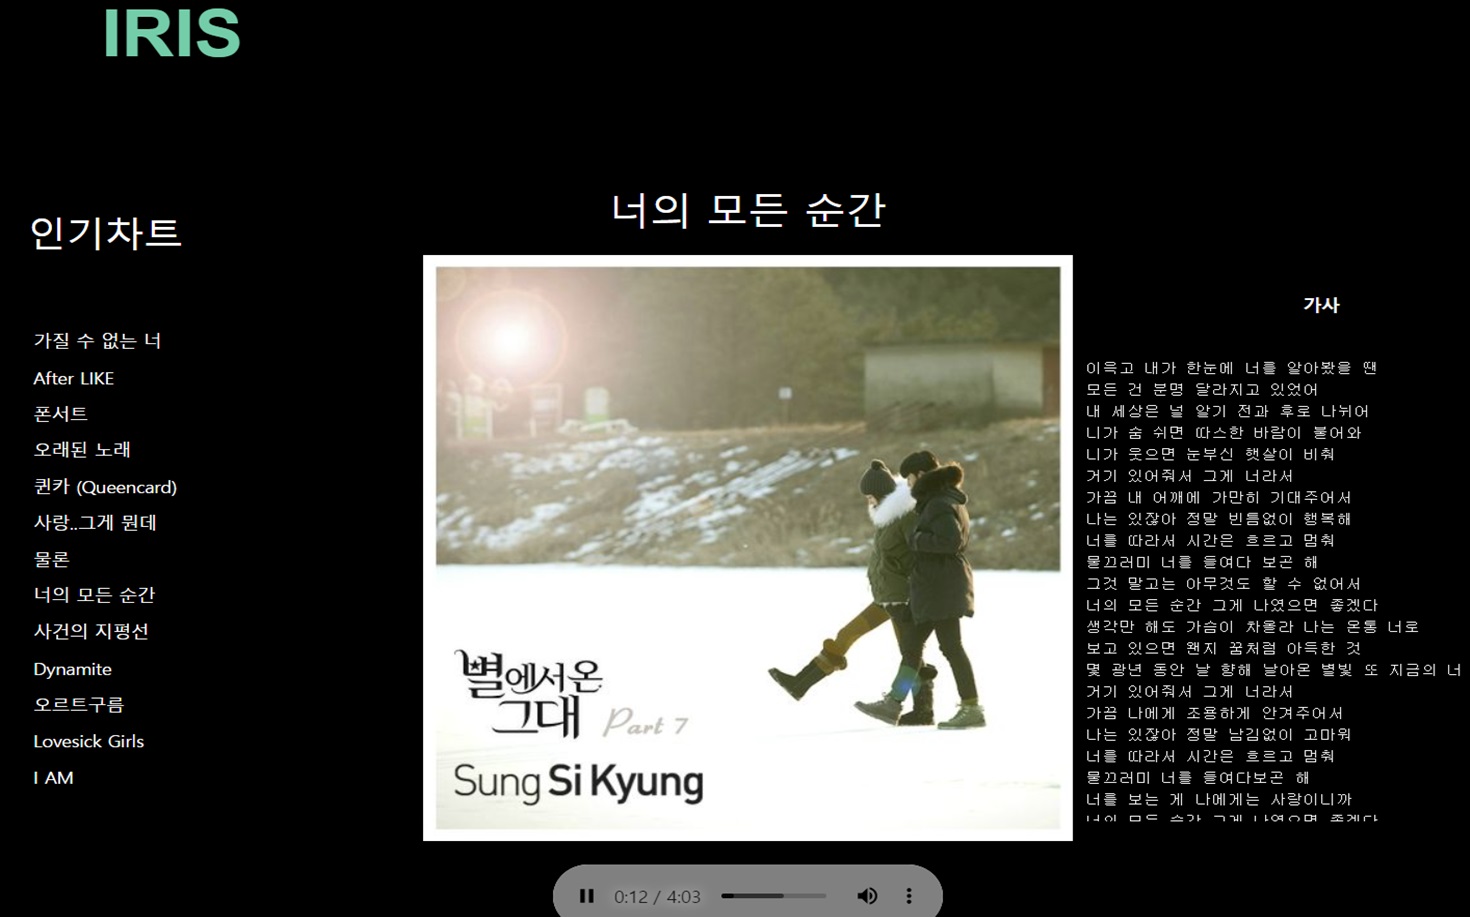 IRIS
인기차트
가질 수 없는 너
After LIKE
폰서트
오래된 노래
퀸카 (Queencard)
사랑..그게 뭔데
물론
너의 모든 순간
사건의 지평선
Dynamite
오르트구름
Lovesick Girls
I AM
너의 모든 순간
별에서 온
그대 Part 7
Sung Si Kyung
0:12 / 4:03
가사
이윽고 내가 한눈에 너를 알아봤을 땐
모든 건 분명 달라지고 있었어
내 세상은 널 알기 전과 후로 나뉘어
니가 숨 쉬면 따스한 바람이 불어와
니가 웃으면 눈부신 햇살이 비춰
거기 있어줘서 그게 너라서
가끔 내 어깨에 가만히 기대주어서
나는 있잖아 정말 빈틈없이 행복해
너를 따라서 시간은 흐르고 멈춰
물끄러미 너를 들여다 보곤 해
그것 말고는 아무것도 할 수 없어서
너의 모든 순간 그게 나였으면 좋겠다
생각만 해도 가슴이 차올라 나는 온통 너로
보고 있으면 왠지 꿈처럼 아득한 것
몇 광년 동안 날 향해 날아온 별빛 또 지금의 너
거기 있어줘서 그게 너라서
가끔 나에게 조용하게 안겨주어서
나는 있잖아 정말 남김없이 고마워
너를 따라서 시간은 흐르고 멈춰
물끄러미 너를 들여다보곤 해
너를 보는 게 나에게는 사랑이니까
너의 모든 순간 그게 나였으면 좋겠다